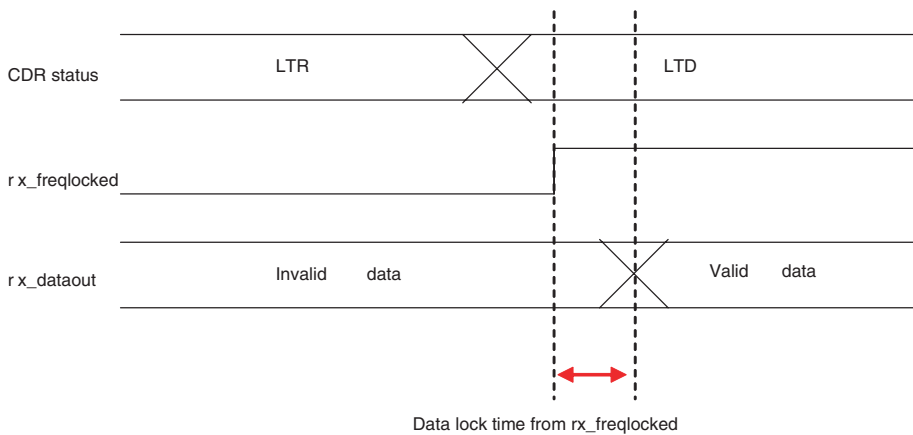 CDR status
LTR
LTD
r x_freqlocked
r x_dataout
Invalid data
Valid data
Data lock time from rx_freqlocked